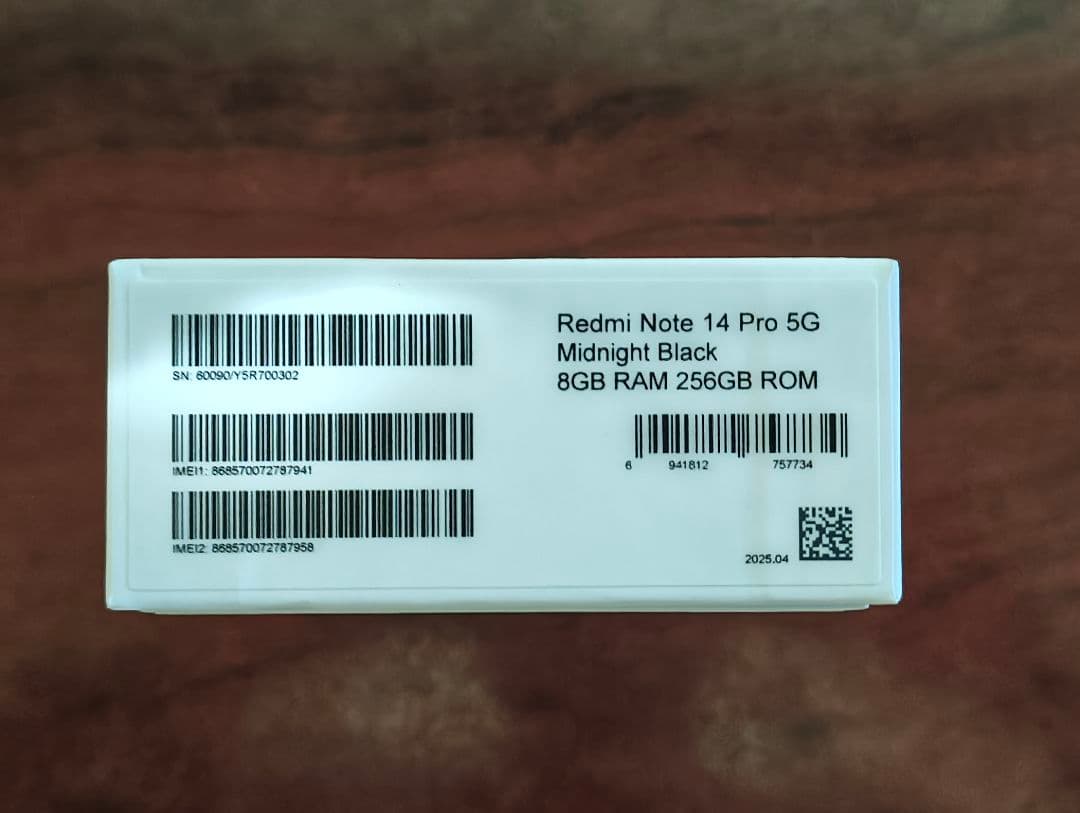 SN: 60090/Y5R700302
IMEI1: 868570072787941
IMEI2: 868570072787958
Redmi Note 14 Pro 5G
Midnight Black
8GB RAM 256GB ROM
6 941812 757734
2025.04